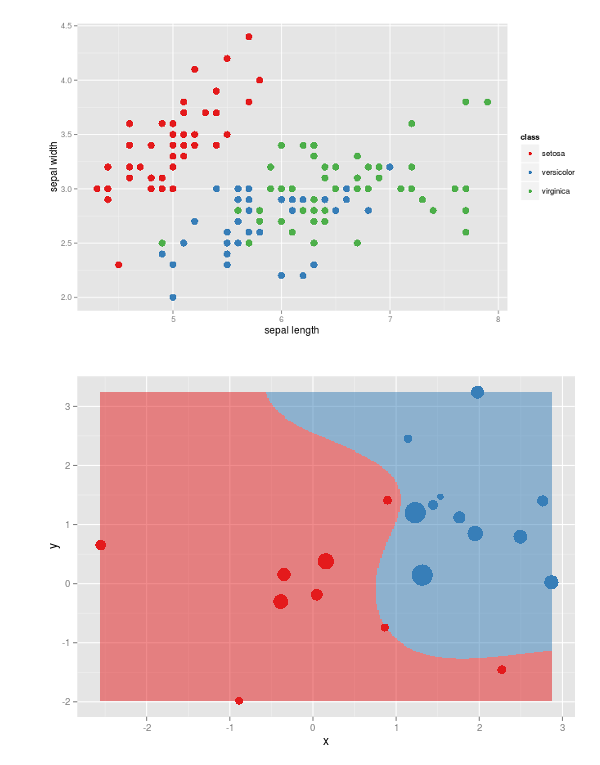 4.5
4.0
3.5
3.0
2.5
2.0
sepal width
5 6 7 8
sepal length
class
setosa
versicolor
virginica
3
2
1
0
-1
-2
y
-2 -1 0 1 2 3
x